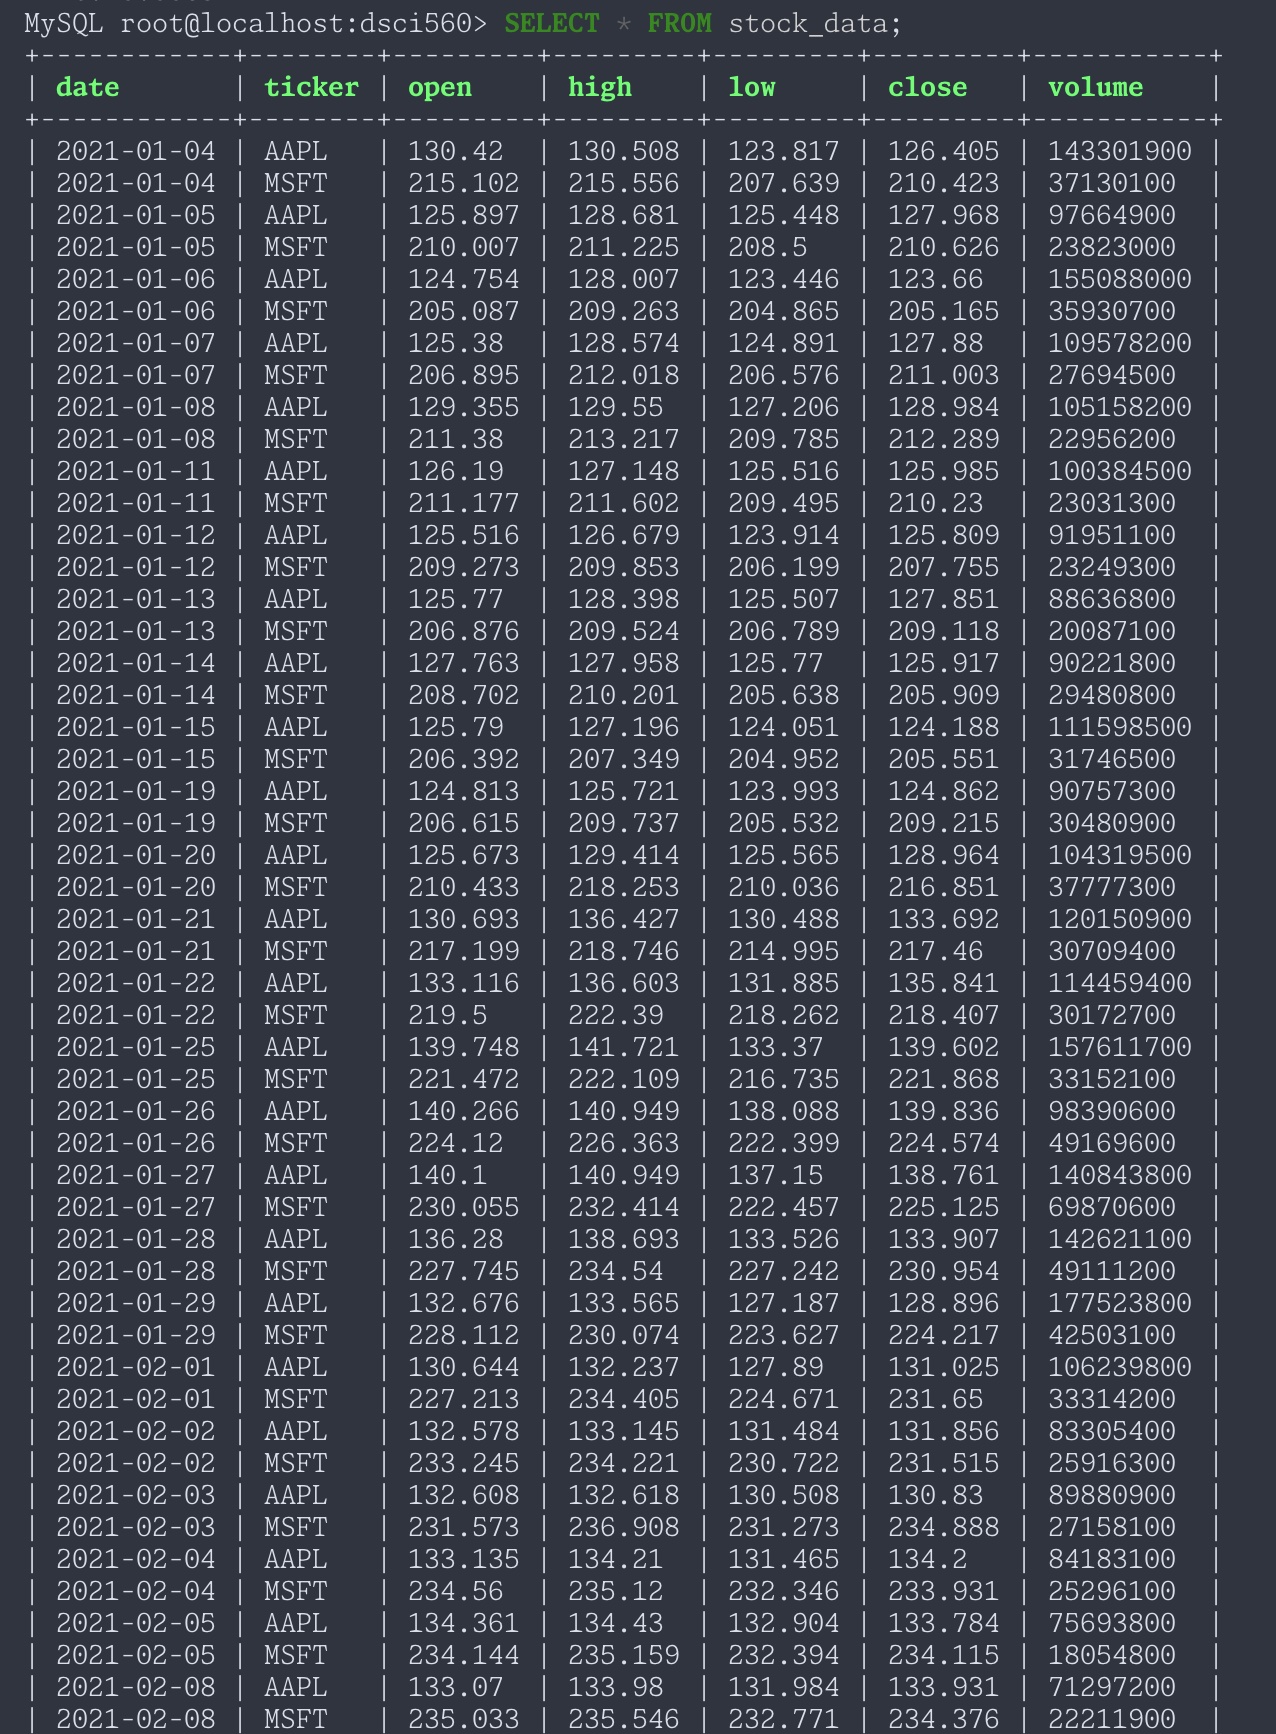 MySQL root@localhost:dsci560> SELECT * FROM stock_data;
+------------+--------+---------+---------+---------+---------+-----------+
| date       | ticker | open    | high    | low     | close   | volume    |
+------------+--------+---------+---------+---------+---------+-----------+
| 2021-01-04 | AAPL   | 130.42  | 130.508 | 123.817 | 126.405 | 143301900 |
| 2021-01-04 | MSFT   | 215.102 | 215.556 | 207.639 | 210.423 | 37130100  |
| 2021-01-05 | AAPL   | 125.897 | 128.681 | 125.448 | 127.968 | 97664900  |
| 2021-01-05 | MSFT   | 210.007 | 211.225 | 208.5   | 210.626 | 23823000  |
| 2021-01-06 | AAPL   | 124.754 | 128.007 | 123.446 | 123.66  | 155088000 |
| 2021-01-06 | MSFT   | 205.087 | 209.263 | 204.865 | 205.165 | 35930700  |
| 2021-01-07 | AAPL   | 125.38  | 128.574 | 124.891 | 127.88  | 109578200 |
| 2021-01-07 | MSFT   | 206.895 | 212.018 | 206.576 | 211.003 | 27694500  |
| 2021-01-08 | AAPL   | 129.355 | 129.55  | 127.206 | 128.984 | 105158200 |
| 2021-01-08 | MSFT   | 211.38  | 213.217 | 209.785 | 212.289 | 22956200  |
| 2021-01-11 | AAPL   | 126.19  | 127.148 | 125.516 | 125.985 | 100384500 |
| 2021-01-11 | MSFT   | 211.177 | 211.602 | 209.495 | 210.23  | 23031300  |
| 2021-01-12 | AAPL   | 125.516 | 126.679 | 123.914 | 125.809 | 91951100  |
| 2021-01-12 | MSFT   | 209.273 | 209.853 | 206.199 | 207.755 | 23249300  |
| 2021-01-13 | AAPL   | 125.77  | 128.398 | 125.507 | 127.851 | 88636800  |
| 2021-01-13 | MSFT   | 206.876 | 209.524 | 206.789 | 209.118 | 20087100  |
| 2021-01-14 | AAPL   | 127.763 | 127.958 | 125.77  | 125.917 | 90221800  |
| 2021-01-14 | MSFT   | 208.702 | 210.201 | 205.638 | 205.909 | 29480800  |
| 2021-01-15 | AAPL   | 125.79  | 127.196 | 124.051 | 124.188 | 111598500 |
| 2021-01-15 | MSFT   | 206.392 | 207.349 | 204.952 | 205.551 | 31746500  |
| 2021-01-19 | AAPL   | 124.813 | 125.721 | 123.993 | 124.862 | 90757300  |
| 2021-01-19 | MSFT   | 206.615 | 209.737 | 205.532 | 209.215 | 30480900  |
| 2021-01-20 | AAPL   | 125.673 | 129.414 | 125.565 | 128.964 | 104319500 |
| 2021-01-20 | MSFT   | 210.433 | 218.253 | 210.036 | 216.851 | 37777300  |
| 2021-01-21 | AAPL   | 130.693 | 136.427 | 130.488 | 133.692 | 120150900 |
| 2021-01-21 | MSFT   | 217.199 | 218.746 | 214.995 | 217.46  | 30709400  |
| 2021-01-22 | AAPL   | 133.116 | 136.603 | 131.885 | 135.841 | 114459400 |
| 2021-01-22 | MSFT   | 219.5   | 222.39  | 218.262 | 218.407 | 30172700  |
| 2021-01-25 | AAPL   | 139.748 | 141.721 | 133.37  | 139.602 | 157611700 |
| 2021-01-25 | MSFT   | 221.472 | 222.109 | 216.735 | 221.868 | 33152100  |
| 2021-01-26 | AAPL   | 140.266 | 140.949 | 138.088 | 139.836 | 98390600  |
| 2021-01-26 | MSFT   | 224.12  | 226.363 | 222.399 | 224.574 | 49169600  |
| 2021-01-27 | AAPL   | 140.1   | 140.949 | 137.15  | 138.761 | 140843800 |
| 2021-01-27 | MSFT   | 230.055 | 232.414 | 222.457 | 225.125 | 69870600  |
| 2021-01-28 | AAPL   | 136.28  | 138.693 | 133.526 | 133.907 | 142621100 |
| 2021-01-28 | MSFT   | 227.745 | 234.54  | 227.242 | 230.954 | 49111200  |
| 2021-01-29 | AAPL   | 132.676 | 133.565 | 127.187 | 128.896 | 177523800 |
| 2021-01-29 | MSFT   | 228.112 | 230.074 | 223.627 | 224.217 | 42503100  |
| 2021-02-01 | AAPL   | 130.644 | 132.237 | 127.89  | 131.025 | 106239800 |
| 2021-02-01 | MSFT   | 227.213 | 234.405 | 224.671 | 231.65  | 33314200  |
| 2021-02-02 | AAPL   | 132.578 | 133.145 | 131.484 | 131.856 | 83305400  |
| 2021-02-02 | MSFT   | 233.245 | 234.221 | 230.722 | 231.515 | 25916300  |
| 2021-02-03 | AAPL   | 132.608 | 132.618 | 130.508 | 130.83  | 89880900  |
| 2021-02-03 | MSFT   | 231.573 | 236.908 | 231.273 | 234.888 | 27158100  |
| 2021-02-04 | AAPL   | 133.135 | 134.21  | 131.465 | 134.2   | 84183100  |
| 2021-02-04 | MSFT   | 234.56  | 235.12  | 232.346 | 233.931 | 25296100  |
| 2021-02-05 | AAPL   | 134.361 | 134.43  | 132.904 | 133.784 | 75693800  |
| 2021-02-05 | MSFT   | 234.144 | 235.159 | 232.394 | 234.115 | 18054800  |
| 2021-02-08 | AAPL   | 133.07  | 133.98  | 131.984 | 133.931 | 71297200  |
| 2021-02-08 | MSFT   | 235.033 | 235.546 | 232.771 | 234.376 | 22211900  |